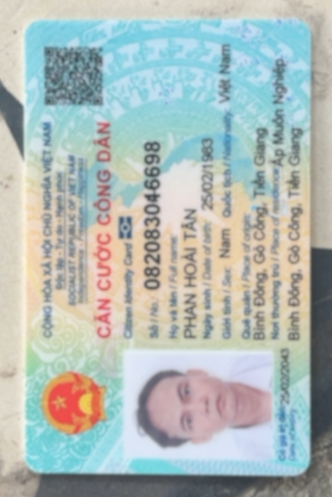 CỘNG HÒA XÃ HỘI CHỦ NGHĨA VIỆT NAM
Độc lập - Tự do - Hạnh phúc
SOCIALIST REPUBLIC OF VIET NAM
CĂN CƯỚC CÔNG DÂN
Citizen Identity Card
Số / No.: 082083046698
Họ và tên / Full name:
PHAN HOÀI TÂN
Ngày sinh / Date of birth: 25/02/1983
Giới tính / Sex: Nam Quốc tịch / Nationality: Việt Nam
Quê quán / Place of origin:
Bình Đông, Gò Công, Tiền Giang
Nơi thường trú / Place of residence: Ấp Muôn Nghiệp,
Bình Đông, Gò Công, Tiền Giang
Có giá trị đến: 25/02/2043